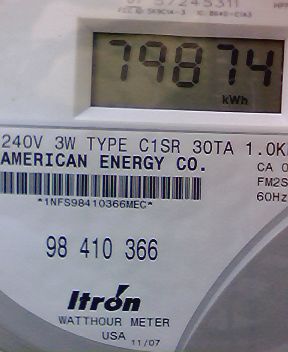 79874
kWh
240V 3W TYPE C1SR 30TA 1.0K
AMERICAN ENERGY CO.
CA 0
FM2S
60Hz
*1NFS98410366MEC*
98 410 366
Itrón
WATTHOUR METER
USA 11/07